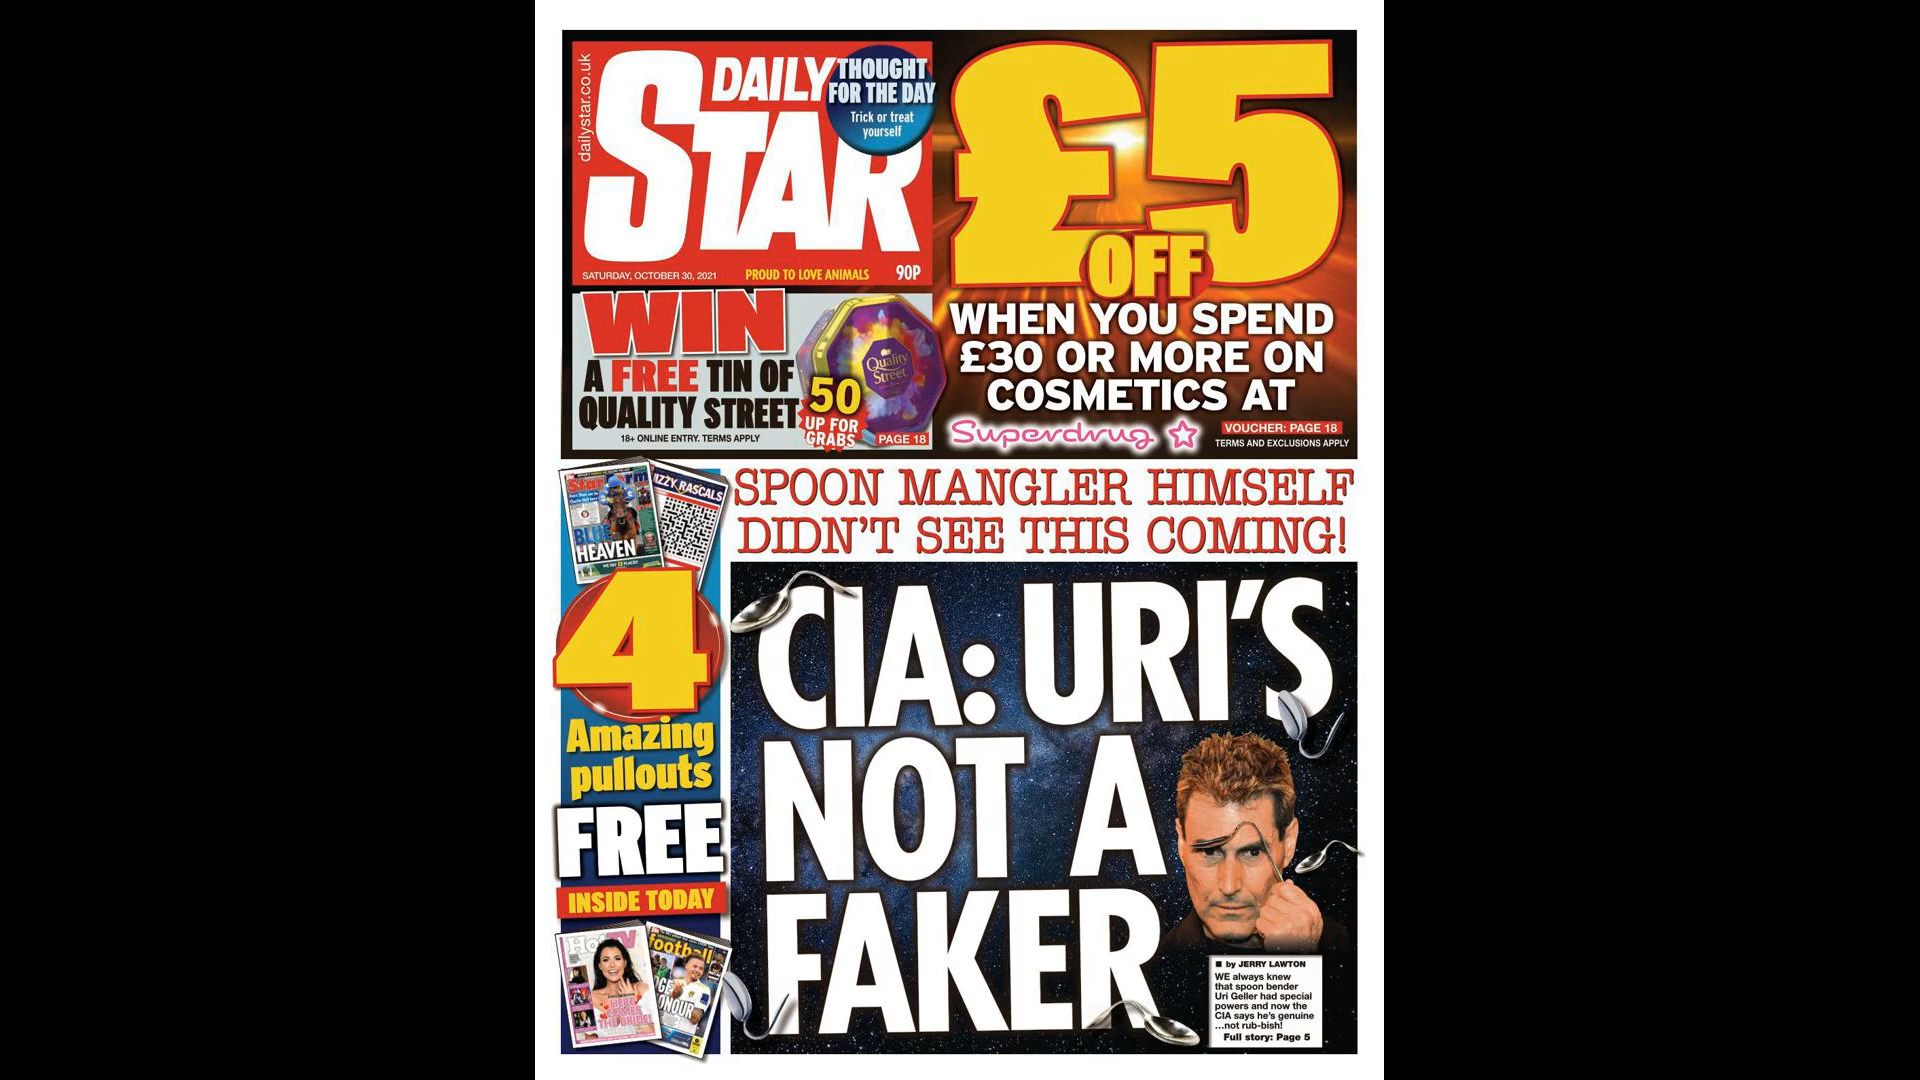 dailystar.co.uk
DAILY
STAR
THOUGHT
FOR THE DAY
Trick or treat
yourself
SATURDAY, OCTOBER 30, 2021
PROUD TO LOVE ANIMALS
90P
£5
OFF
WHEN YOU SPEND
£30 OR MORE ON
COSMETICS AT
Superdrug
VOUCHER: PAGE 18
TERMS AND EXCLUSIONS APPLY
WIN
A FREE TIN OF
QUALITY STREET
18+ ONLINE ENTRY. TERMS APPLY
Quality
Street
50
UP FOR
GRABS
PAGE 18
SPOON MANGLER HIMSELF
DIDN'T SEE THIS COMING!
IZZY RASCALS
BLUE
HEAVEN
4
Amazing
pullouts
FREE
INSIDE TODAY
HERE
COMES
THE BRIDE!
football
CIA: URI'S
NOT A
FAKER
by JERRY LAWTON
WE always knew
that spoon bender
Uri Geller had special
powers and now the
CIA says he's genuine
...not rub-bish!
Full story: Page 5